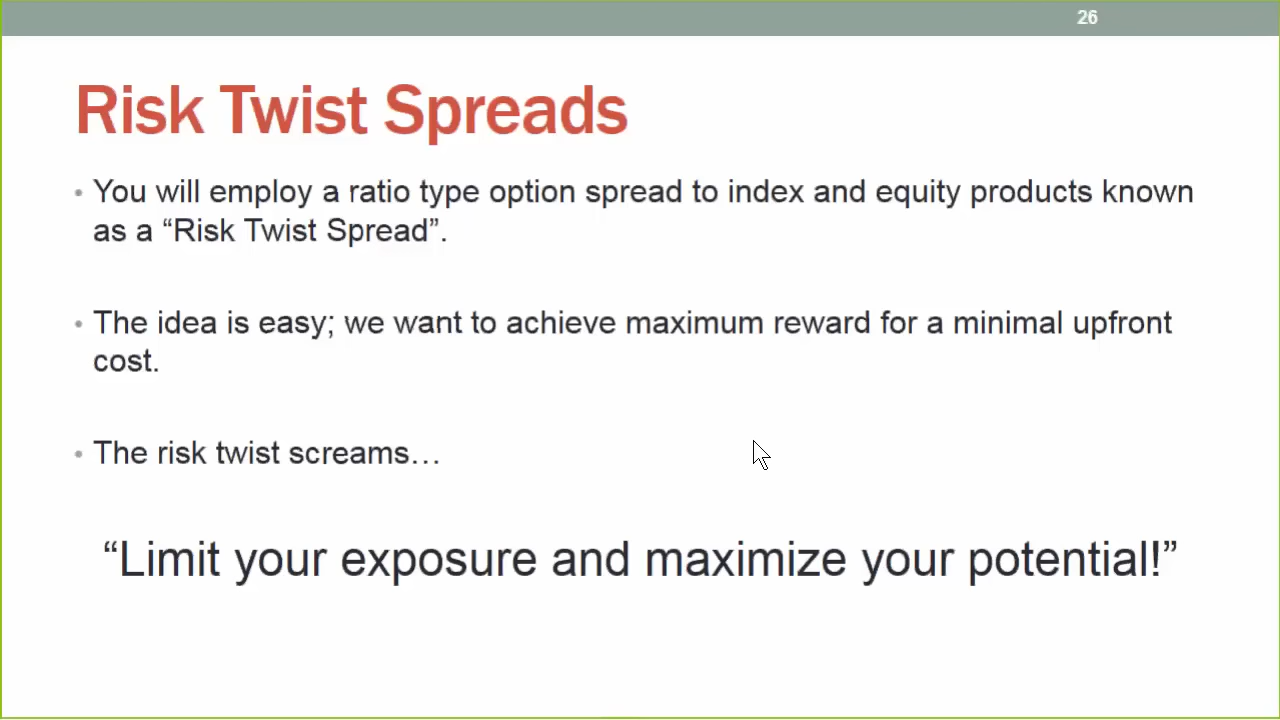 26
Risk Twist Spreads
• You will employ a ratio type option spread to index and equity products known
as a “Risk Twist Spread”.
• The idea is easy; we want to achieve maximum reward for a minimal upfront
cost.
• The risk twist screams…
“Limit your exposure and maximize your potential!”